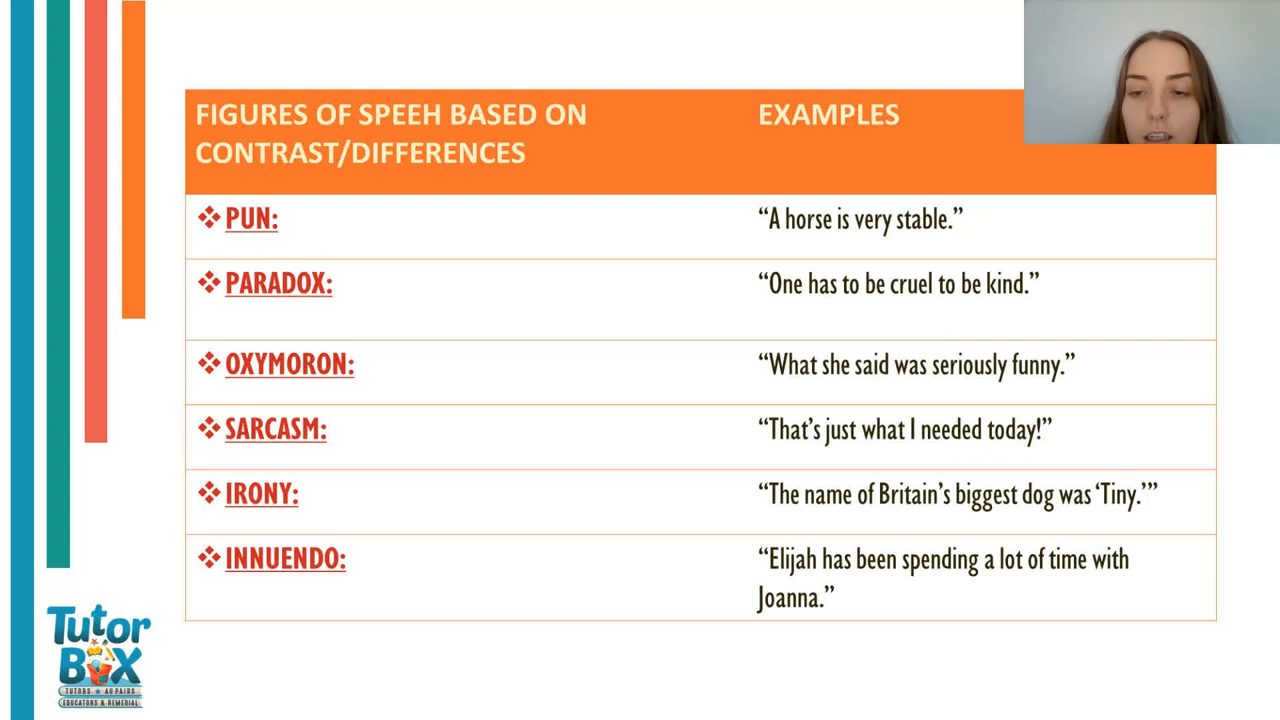 FIGURES OF SPEEH BASED ON
CONTRAST/DIFFERENCES
EXAMPLES
❖ PUN:
“A horse is very stable.”
❖ PARADOX:
“One has to be cruel to be kind.”
❖ OXYMORON:
“What she said was seriously funny.”
❖ SARCASM:
“That’s just what I needed today!”
❖ IRONY:
“The name of Britain’s biggest dog was ‘Tiny.’”
❖ INNUENDO:
“Elijah has been spending a lot of time with
Joanna.”
Tutor
BOX
TUTORS ★ AU PAIRS
EDUCATORS & REMEDIAL